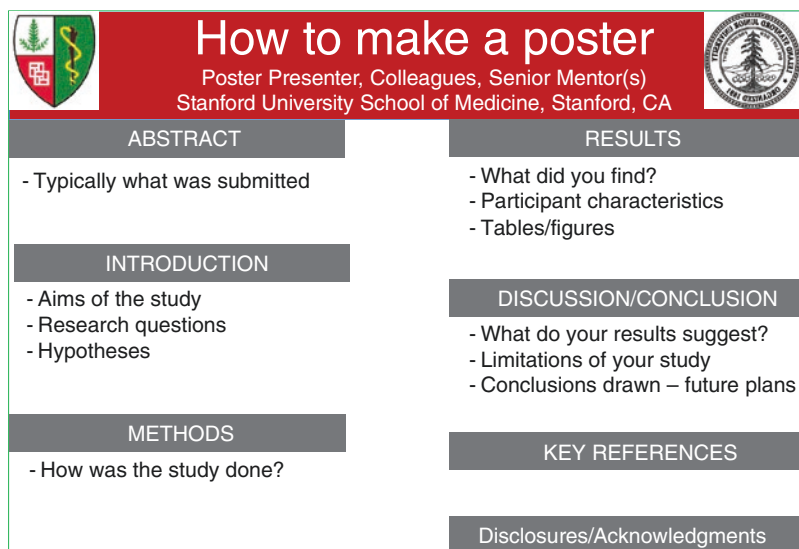 How to make a poster
Poster Presenter, Colleagues, Senior Mentor(s)
Stanford University School of Medicine, Stanford, CA
ABSTRACT
- Typically what was submitted
INTRODUCTION
- Aims of the study
- Research questions
- Hypotheses
METHODS
- How was the study done?
RESULTS
- What did you find?
- Participant characteristics
- Tables/figures
DISCUSSION/CONCLUSION
- What do your results suggest?
- Limitations of your study
- Conclusions drawn – future plans
KEY REFERENCES
Disclosures/Acknowledgments